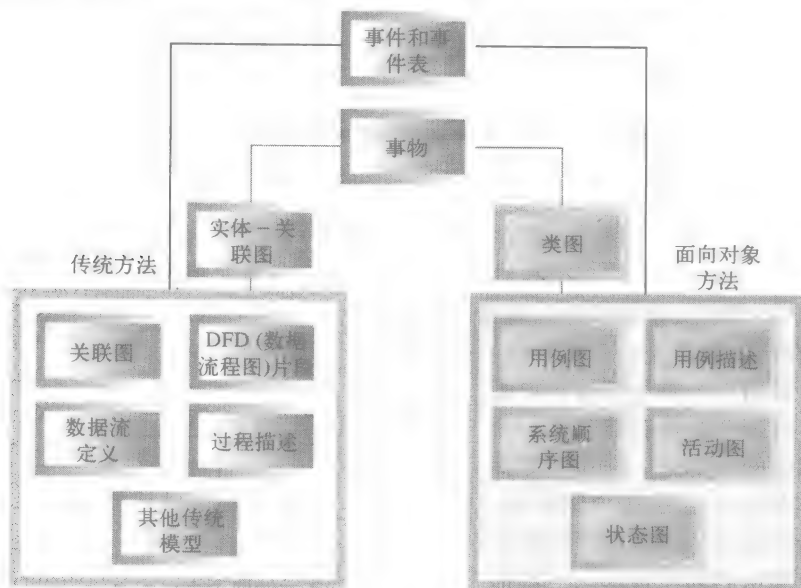 事件和事
件表
事物
实体－关
联图
类图
传统方法
面向对象
方法
关联图
DFD (数据
流程图)片段
用例图
用例描述
数据流
定义
过程描述
系统顺
序图
活动图
其他传统
模型
状态图